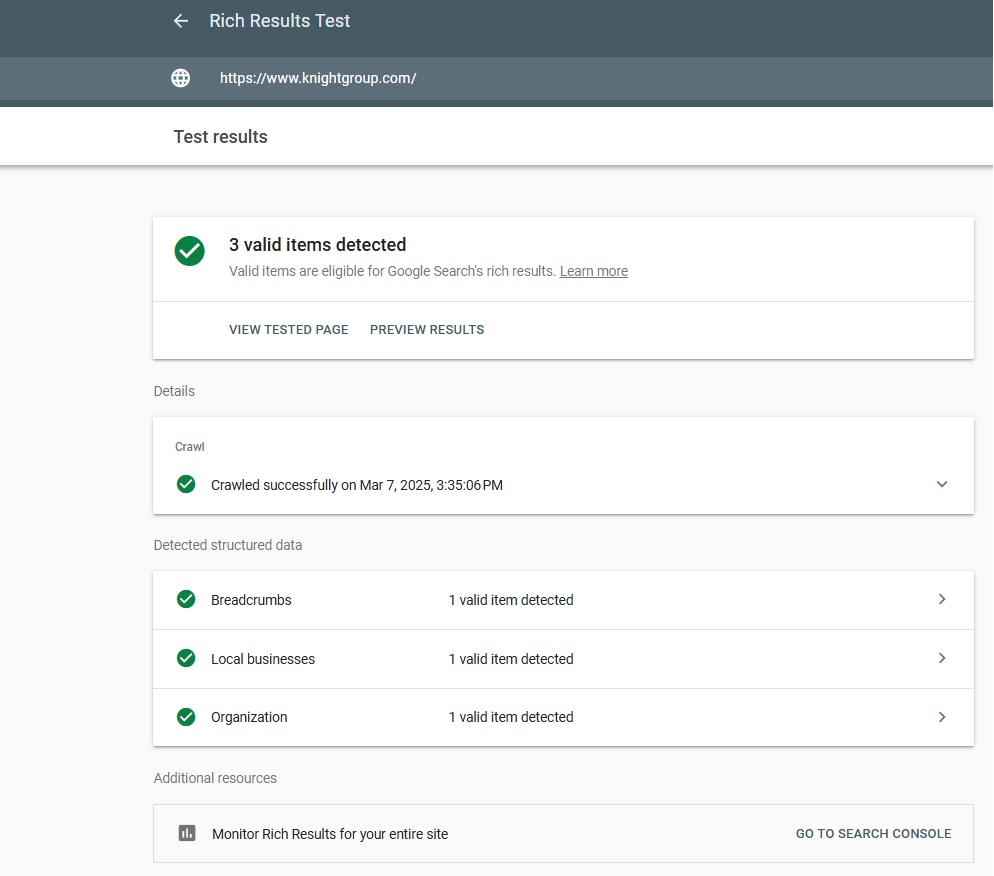 Rich Results Test
https://www.knightgroup.com/
Test results
3 valid items detected
Valid items are eligible for Google Search's rich results. Learn more
VIEW TESTED PAGE PREVIEW RESULTS
Details
Crawl
Crawled successfully on Mar 7, 2025, 3:35:06 PM
Detected structured data
Breadcrumbs 1 valid item detected
Local businesses 1 valid item detected
Organization 1 valid item detected
Additional resources
Monitor Rich Results for your entire site GO TO SEARCH CONSOLE